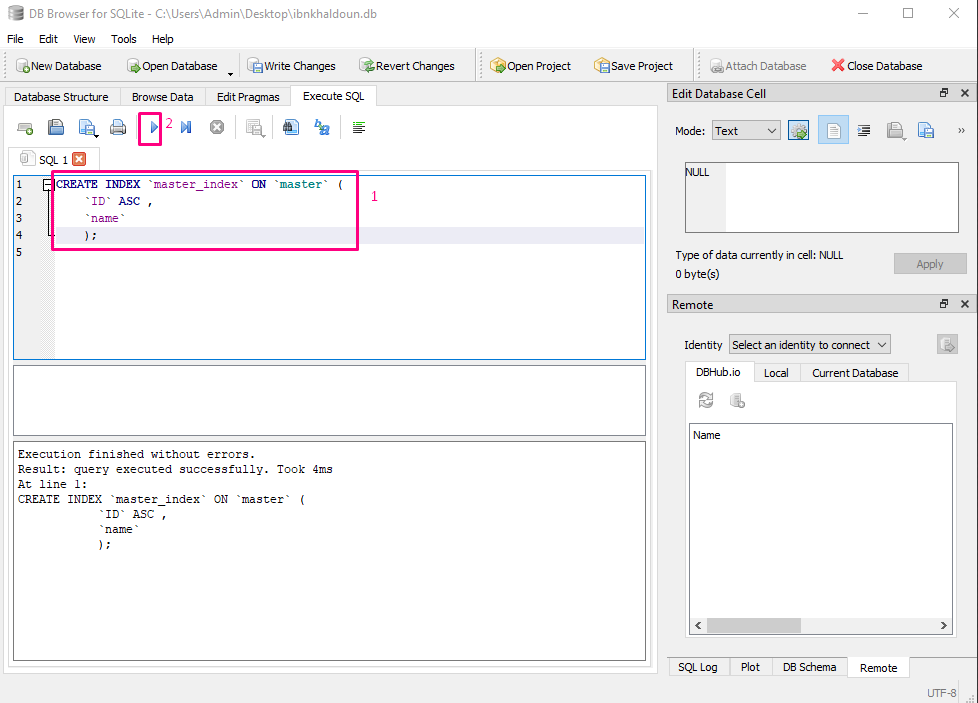 DB Browser for SQLite - C:\Users\Admin\Desktop\ibnkhaldoun.db
File Edit View Tools Help
New Database Open Database Write Changes Revert Changes Open Project Save Project Attach Database Close Database
Database Structure Browse Data Edit Pragmas Execute SQL
2
SQL 1
1 CREATE INDEX `master_index` ON `master` (
2 `ID` ASC ,
3 `name`
4 );
5
1
Execution finished without errors.
Result: query executed successfully. Took 4ms
At line 1:
CREATE INDEX `master_index` ON `master` (
`ID` ASC ,
`name`
);
Edit Database Cell
Mode: Text »
NULL
Type of data currently in cell: NULL
0 byte(s)
Apply
Remote
Identity Select an identity to connect
DBHub.io Local Current Database
Name
SQL Log Plot DB Schema Remote
UTF-8